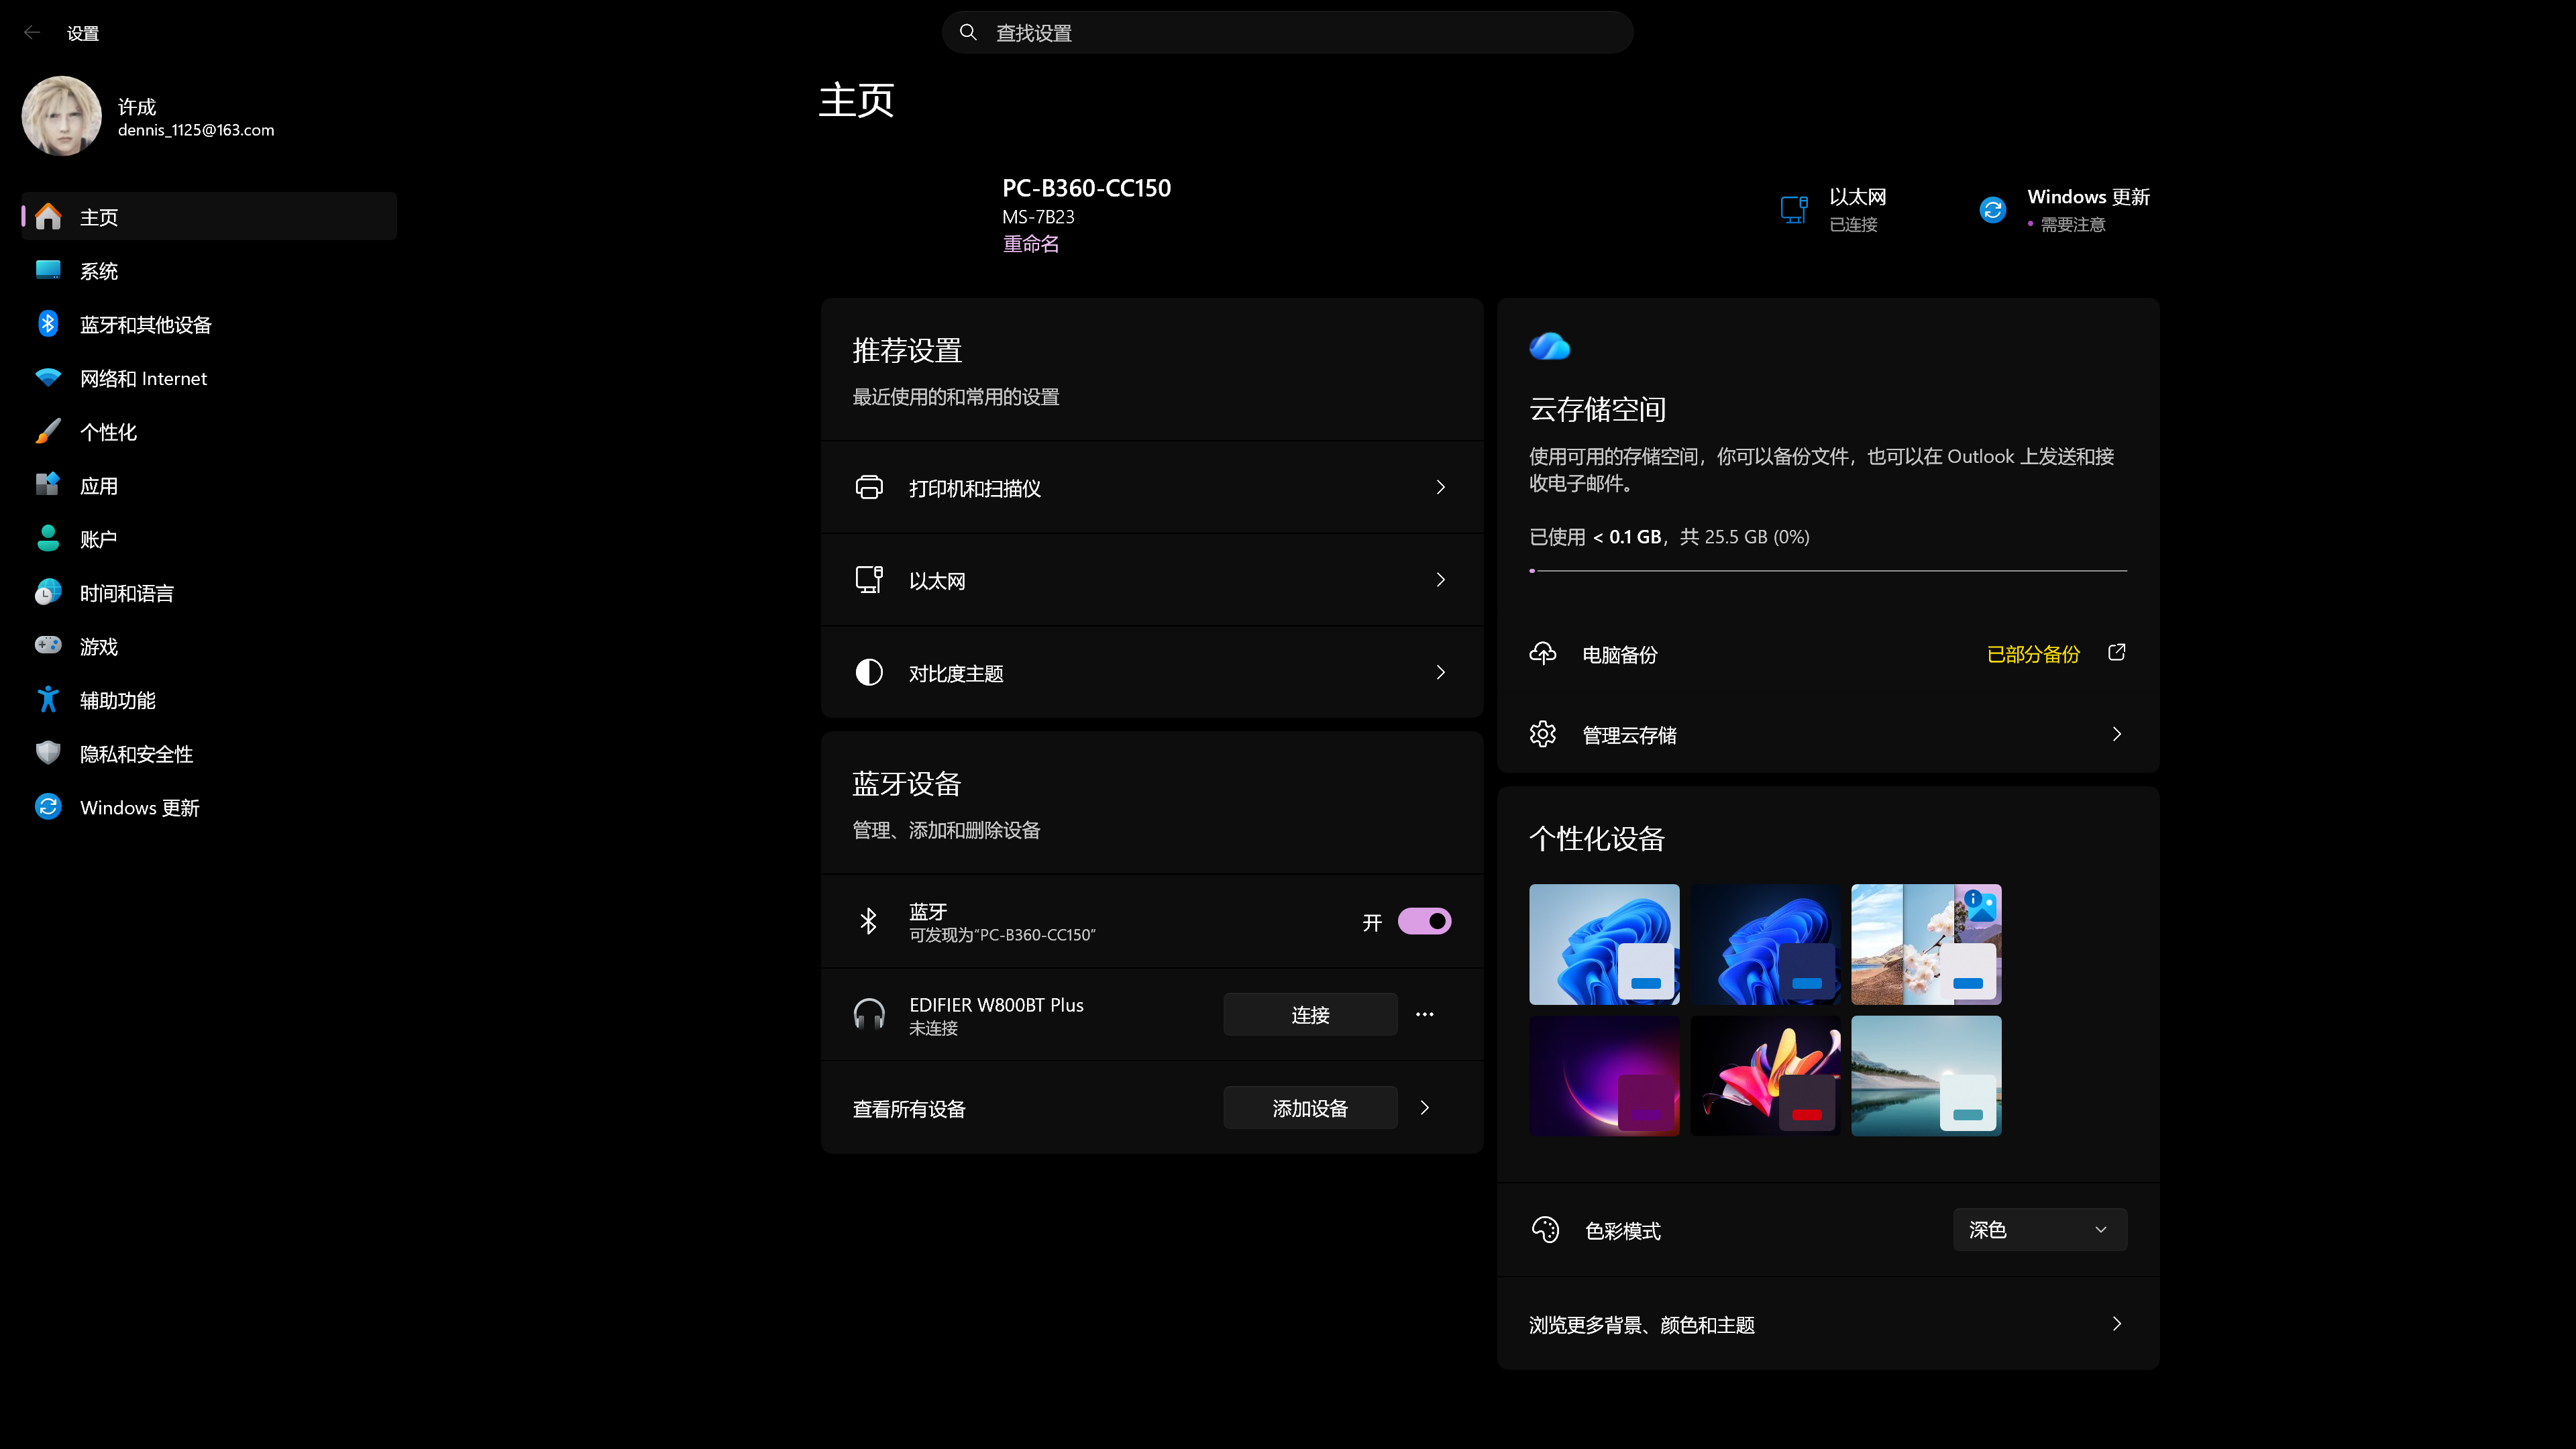 设置
查找设置
许成
dennis_1125@163.com
主页
系统
蓝牙和其他设备
网络和 Internet
个性化
应用
账户
时间和语言
游戏
辅助功能
隐私和安全性
Windows 更新
主页
PC-B360-CC150
MS-7B23
重命名
以太网
已连接
Windows 更新
• 需要注意
推荐设置
最近使用的和常用的设置
打印机和扫描仪
以太网
对比度主题
蓝牙设备
管理、添加和删除设备
蓝牙
可发现为“PC-B360-CC150”
开
EDIFIER W800BT Plus
未连接
连接
查看所有设备
添加设备
云存储空间
使用可用的存储空间，你可以备份文件，也可以在 Outlook 上发送和接
收电子邮件。
已使用 < 0.1 GB，共 25.5 GB (0%)
电脑备份
已部分备份
管理云存储
个性化设备
色彩模式
深色
浏览更多背景、颜色和主题